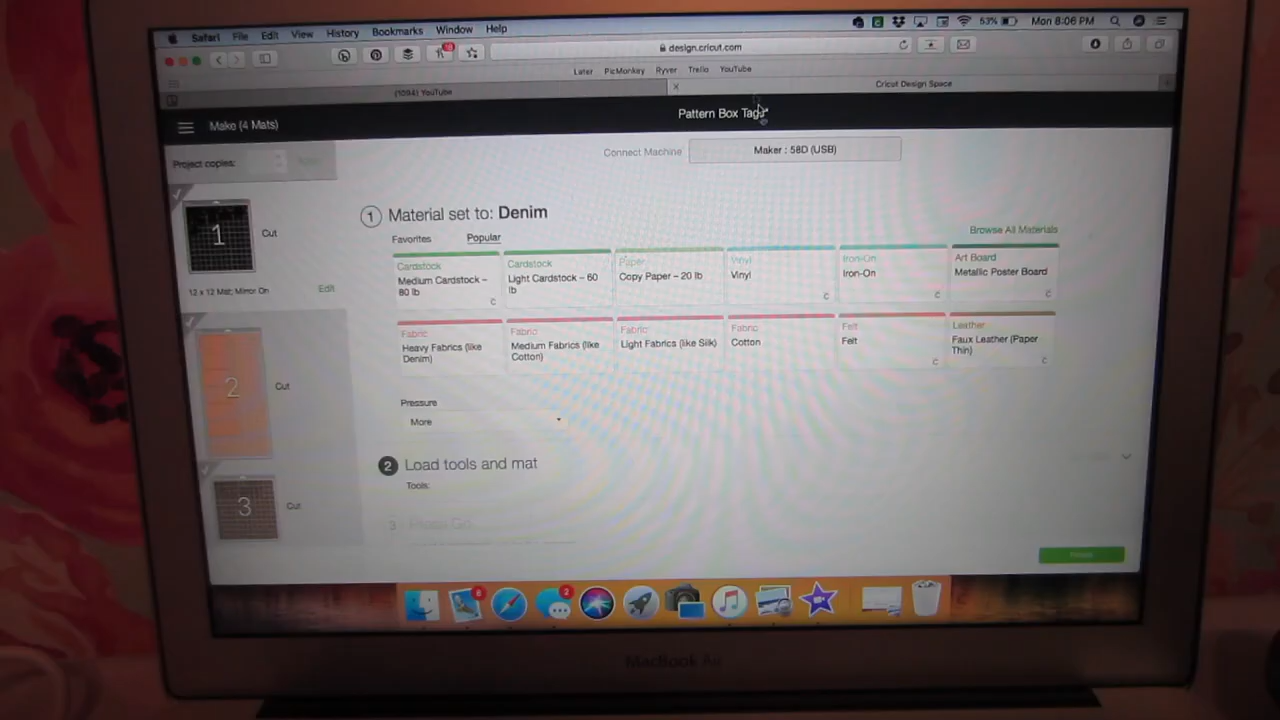 Safari File Edit View History Bookmarks Window Help 53% Mon 8:06 PM
design.cricut.com
Later PicMonkey Ryver Trello YouTube
(1094) YouTube Cricut Design Space
Make (4 Mats) Pattern Box Tags
Project copies: Connect Machine Maker : 58D (USB)
1 Material set to: Denim
1 Cut
Favorites Popular Browse All Materials
Cardstock Cardstock Paper Vinyl Iron-On Art Board
Medium Cardstock – Light Cardstock – 60 Copy Paper – 20 lb Vinyl Iron-On Metallic Poster Board
80 lb lb
12 x 12 Mat, Mirror On Edit C C C C
Fabric Fabric Fabric Fabric Felt Leather
Heavy Fabrics (like Medium Fabrics (like Light Fabrics (like Silk) Cotton Felt Faux Leather (Paper
Denim) Cotton) Thin)
C C
2 Cut
Pressure
More
2 Load tools and mat
Tools:
3 Cut
3 Press Go
8 2
MacBook Air